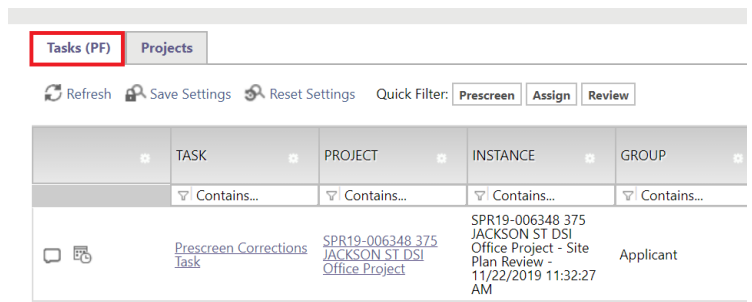 Tasks (PF) Projects
Refresh Save Settings Reset Settings Quick Filter: Prescreen Assign Review
TASK PROJECT INSTANCE GROUP
Contains... Contains... Contains... Contains...
Prescreen Corrections
Task
SPR19-006348 375
JACKSON ST DSI
Office Project
SPR19-006348 375
JACKSON ST DSI
Office Project - Site
Plan Review -
11/22/2019 11:32:27
AM
Applicant